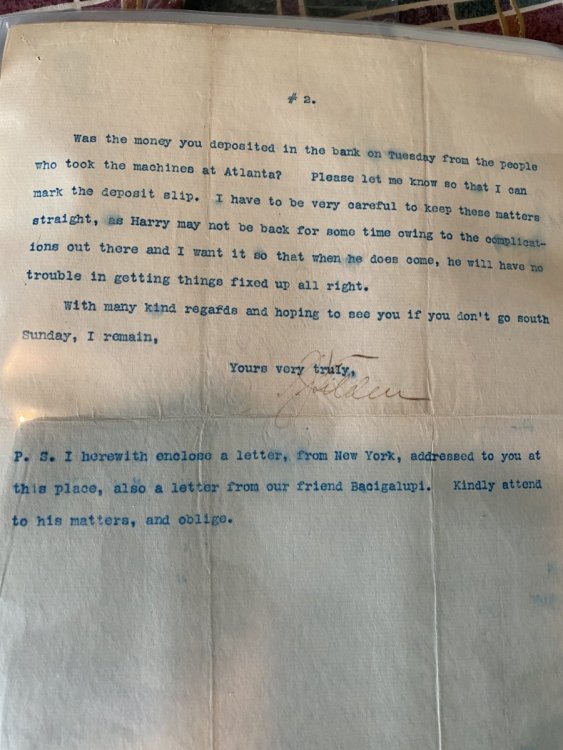 # 2.
Was the money you deposited in the bank on Tuesday from the people
who took the machines at Atlanta? Please let me know so that I can
mark the deposit slip. I have to be very careful to keep these matters
straight, as Harry may not be back for some time owing to the complicat-
ions out there and I want it so that when he does come, he will have no
trouble in getting things fixed up all right.
With many kind regards and hoping to see you if you don't go south
Sunday, I remain,
Yours very truly,
P. S. I herewith enclose a letter, from New York, addressed to you at
this place, also a letter from our friend Bacigalupi. Kindly attend
to his matters, and oblige.